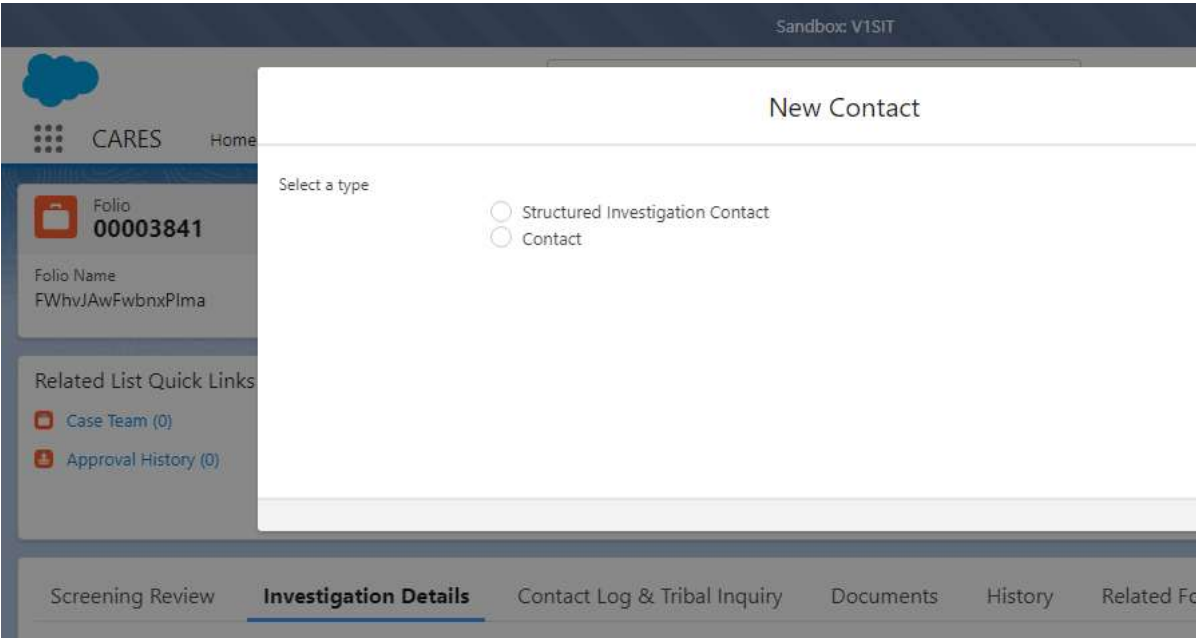 Sandbox: V1SIT
New Contact
CARES Home
Select a type
Structured Investigation Contact
Contact
Folio
00003841
Folio Name
FWhvJAwFwbnxPIma
Related List Quick Links
Case Team (0)
Approval History (0)
Screening Review Investigation Details Contact Log & Tribal Inquiry Documents History Related Fo